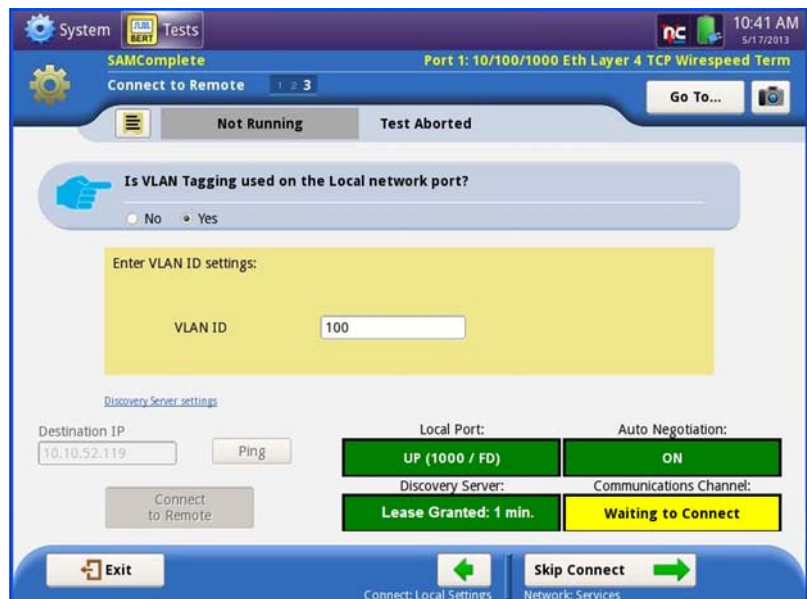 System
BERT
Tests
nc
10:41 AM
5/17/2013
SAMComplete
Port 1: 10/100/1000 Eth Layer 4 TCP Wirespeed Term
Connect to Remote
1 2 3
Go To...
Not Running
Test Aborted
Is VLAN Tagging used on the Local network port?
No
Yes
Enter VLAN ID settings:
VLAN ID
100
Discovery Server settings
Destination IP
10.10.52.119
Ping
Connect
to Remote
Local Port:
UP (1000 / FD)
Auto Negotiation:
ON
Discovery Server:
Lease Granted: 1 min.
Communications Channel:
Waiting to Connect
Exit
Connect: Local Settings
Skip Connect
Network: Services